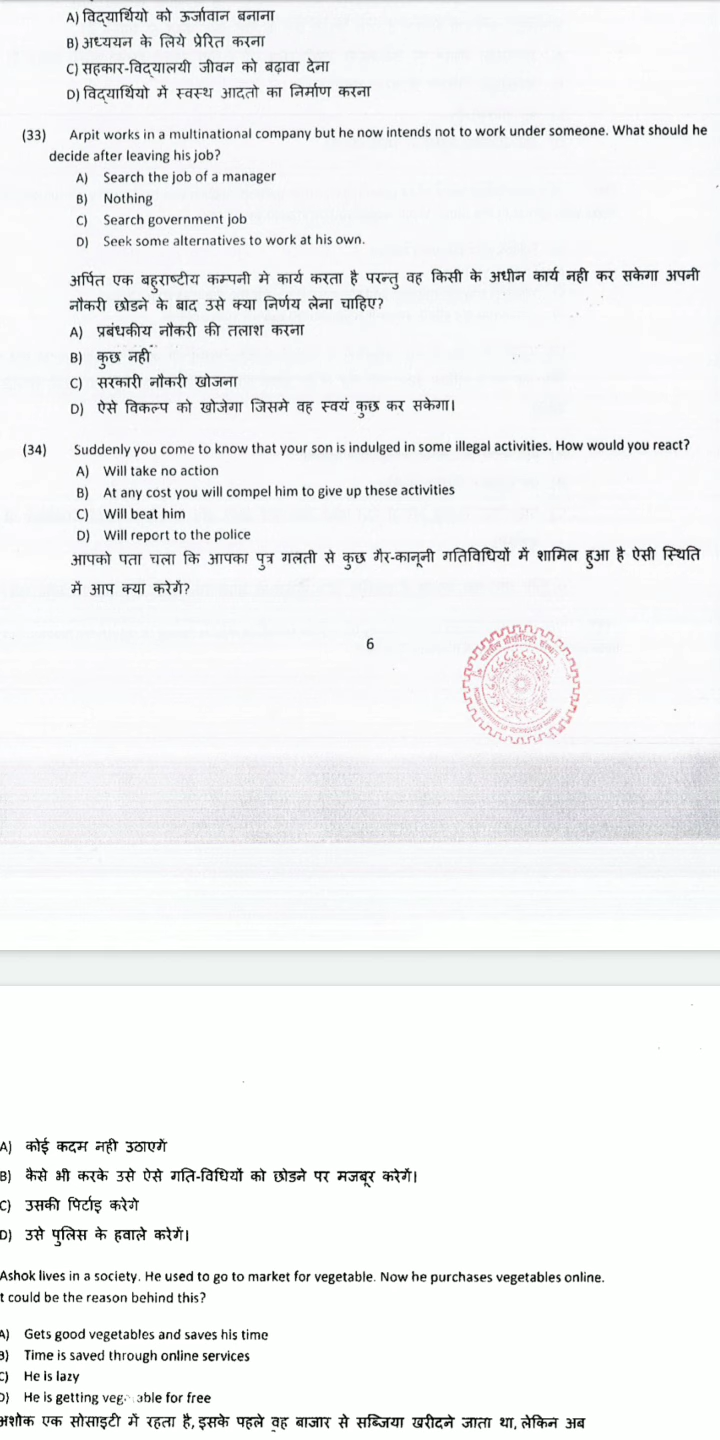 A) विद्यार्थियो को ऊर्जावान बनाना
B) अध्ययन के लिये प्रेरित करना
C) सहकार-विद्यालयी जीवन को बढ़ावा देना
D) विद्यार्थियो में स्वस्थ आदतो का निर्माण करना
(33) Arpit works in a multinational company but he now intends not to work under someone. What should he
decide after leaving his job?
A) Search the job of a manager
B) Nothing
C) Search government job
D) Seek some alternatives to work at his own.
अर्पित एक बहुराष्टीय कम्पनी मे कार्य करता है परन्तु वह किसी के अधीन कार्य नही कर सकेगा अपनी
नौकरी छोडने के बाद उसे क्या निर्णय लेना चाहिए?
A) प्रबंधकीय नौकरी की तलाश करना
B) कुछ नही
C) सरकारी नौकरी खोजना
D) ऐसे विकल्प को खोजेगा जिसमे वह स्वयं कुछ कर सकेगा।
(34) Suddenly you come to know that your son is indulged in some illegal activities. How would you react?
A) Will take no action
B) At any cost you will compel him to give up these activities
C) Will beat him
D) Will report to the police
आपको पता चला कि आपका पुत्र गलती से कुछ गैर-कानूनी गतिविधियों में शामिल हुआ है ऐसी स्थिति
में आप क्या करेगें?
6
A) कोई कदम नही उठाएगें
B) कैसे भी करके उसे ऐसे गति-विधियों को छोडने पर मजबूर करेगें।
C) उसकी पिटाई करेगे
D) उसे पुलिस के हवाले करेगें।
Ashok lives in a society. He used to go to market for vegetable. Now he purchases vegetables online.
t could be the reason behind this?
A) Gets good vegetables and saves his time
B) Time is saved through online services
C) He is lazy
D) He is getting vegetable for free
अशोक एक सोसाइटी में रहता है, इसके पहले वह बाजार से सब्जिया खरीदने जाता था, लेकिन अब